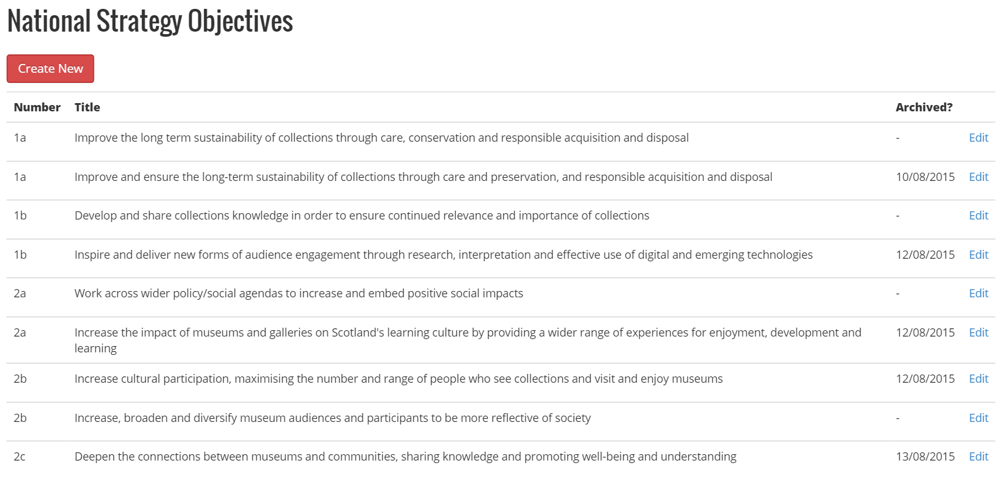 National Strategy Objectives
Create New
Number Title Archived?
1a Improve the long term sustainability of collections through care, conservation and responsible acquisition and disposal - Edit
1a Improve and ensure the long-term sustainability of collections through care and preservation, and responsible acquisition and disposal 10/08/2015 Edit
1b Develop and share collections knowledge in order to ensure continued relevance and importance of collections - Edit
1b Inspire and deliver new forms of audience engagement through research, interpretation and effective use of digital and emerging technologies 12/08/2015 Edit
2a Work across wider policy/social agendas to increase and embed positive social impacts - Edit
2a Increase the impact of museums and galleries on Scotland's learning culture by providing a wider range of experiences for enjoyment, development and 12/08/2015 Edit
learning
2b Increase cultural participation, maximising the number and range of people who see collections and visit and enjoy museums 12/08/2015 Edit
2b Increase, broaden and diversify museum audiences and participants to be more reflective of society - Edit
2c Deepen the connections between museums and communities, sharing knowledge and promoting well-being and understanding 13/08/2015 Edit